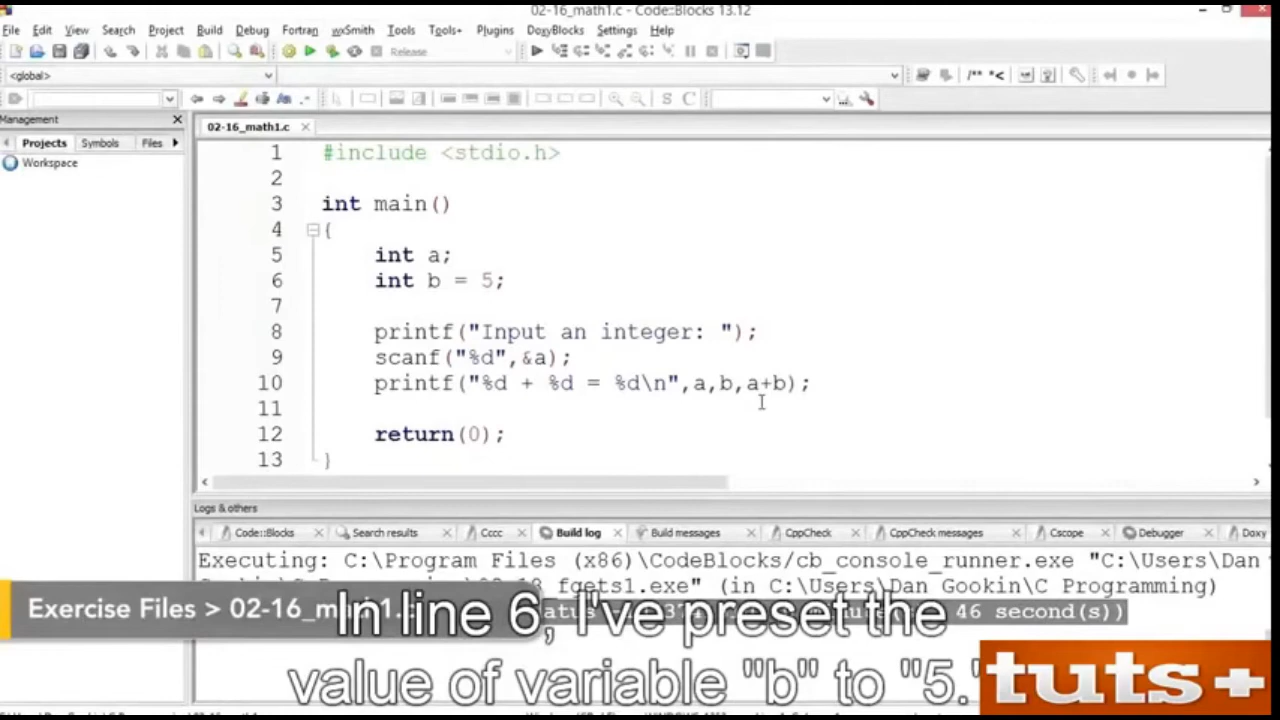 02-16_math1.c - Code::Blocks 13.12
File Edit View Search Project Build Debug Fortran wxSmith Tools Tools+ Plugins DoxyBlocks Settings Help
Release
<global>
S C
Management
02-16_math1.c
Projects Symbols Files
Workspace
1 #include <stdio.h>
2
3 int main()
4 {
5 int a;
6 int b = 5;
7
8 printf("Input an integer: ");
9 scanf("%d",&a);
10 printf("%d + %d = %d\n",a,b,a+b);
11
12 return(0);
13 }
Logs & others
Code::Blocks Search results Cccc Build log Build messages CppCheck CppCheck messages Cscope Debugger Doxy
Executing: C:\Program Files (x86)\CodeBlocks/cb_console_runner.exe "C:\Users\Dan
fgets1.exe" (in C:\Users\Dan Gookin\C Programming)
46 second(s))
Exercise Files > 02-16_math1.c
In line 6, I've preset the
value of variable "b" to "5."
tuts+